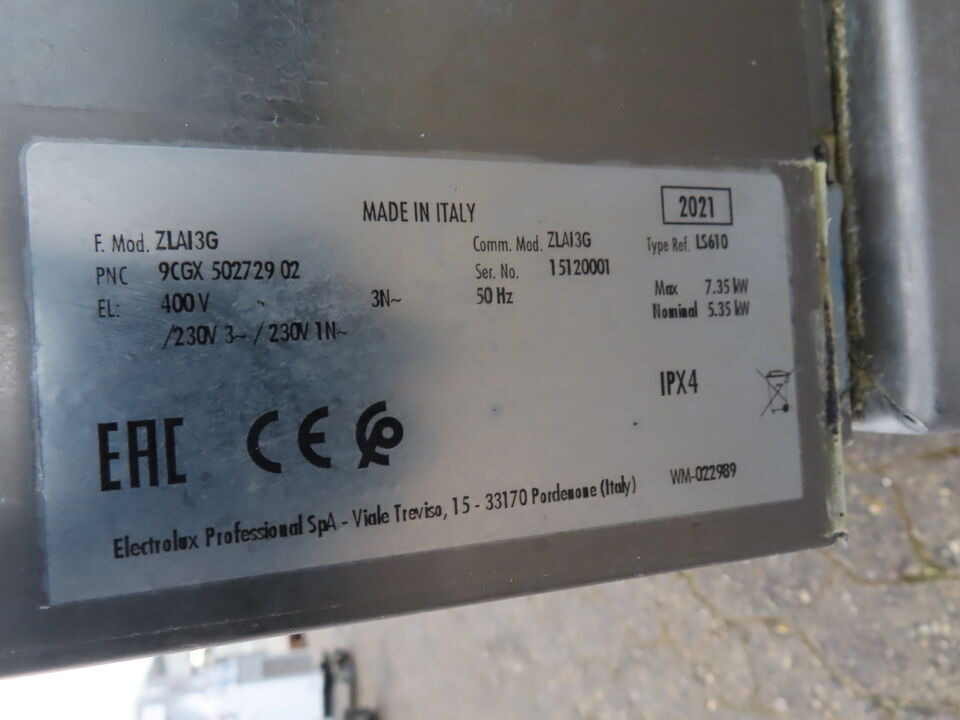 MADE IN ITALY
2021
F. Mod. ZLAI3G
Comm. Mod. ZLAI3G
Type Ref. LS610
PNC 9CGX 502729 02
Ser. No. 15120001
EL: 400 V 3N~ 50 Hz
Max 7.35 kW
/230V 3~ / 230V 1N~
Nominal 5.35 kW
IPX4
EAC CE
WM-022989
Electrolux Professional SpA - Viale Treviso, 15 - 33170 Pordenone (Italy)